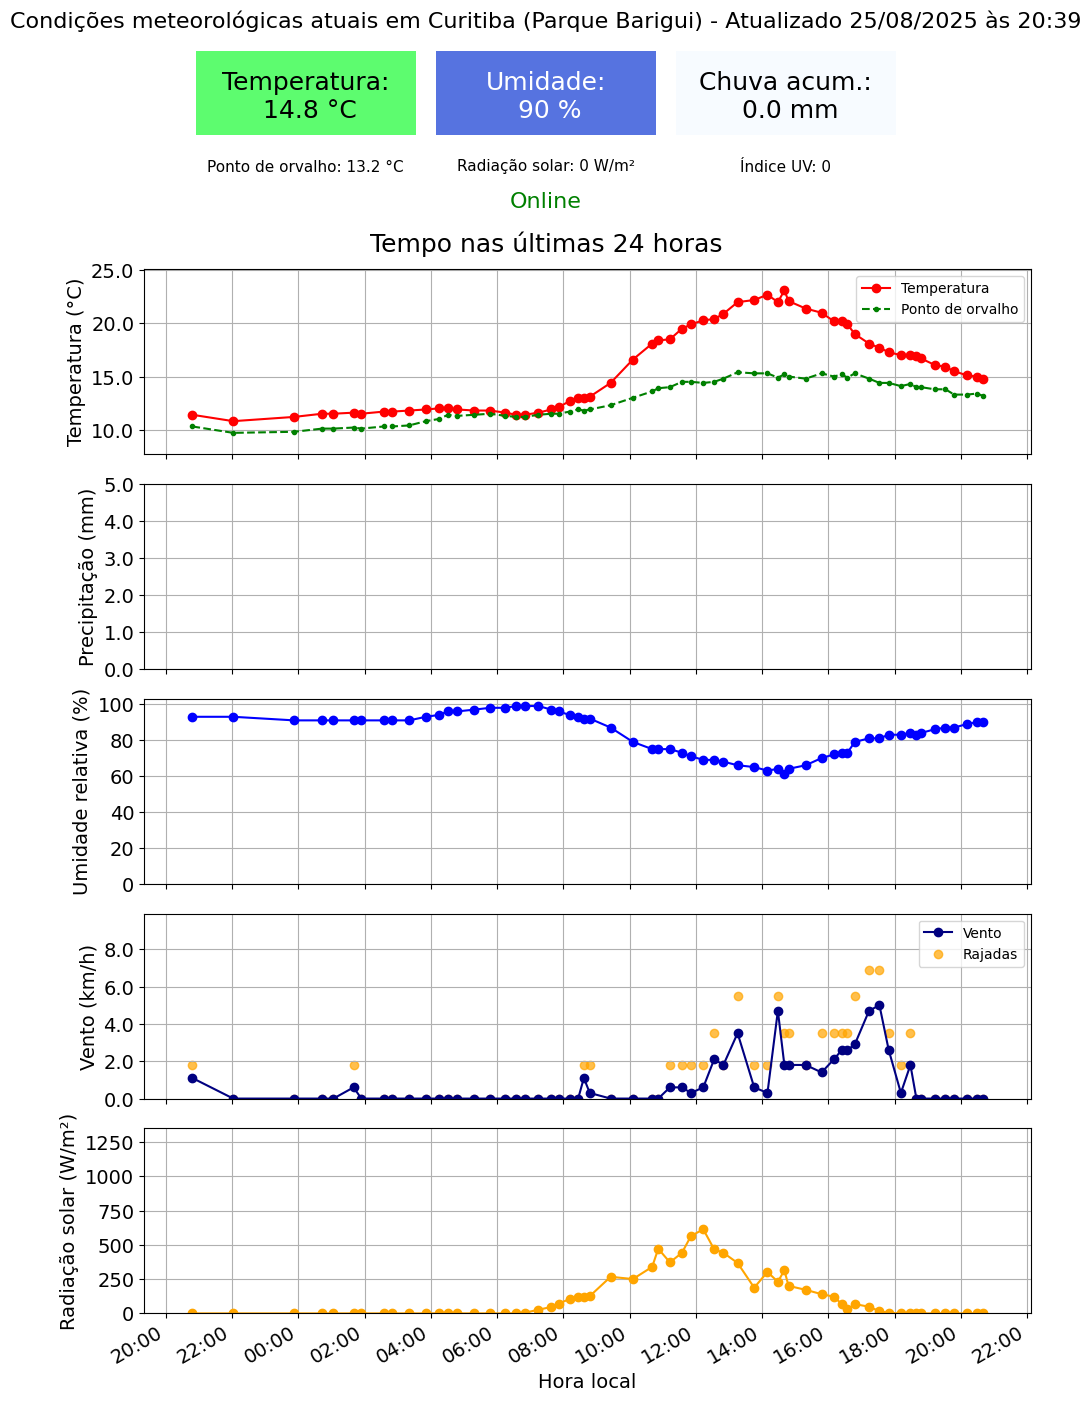 Condições meteorológicas atuais em Curitiba (Parque Barigui) - Atualizado 25/08/2025 às 20:39
Temperatura:
14.8 °C
Umidade:
90 %
Chuva acum.:
0.0 mm
Ponto de orvalho: 13.2 °C
Radiação solar: 0 W/m²
Índice UV: 0
Online
Tempo nas últimas 24 horas
Temperatura (°C)
25.0
20.0
15.0
10.0
Temperatura
Ponto de orvalho
Precipitação (mm)
5.0
4.0
3.0
2.0
1.0
0.0
Umidade relativa (%)
100
80
60
40
20
0
Vento (km/h)
8.0
6.0
4.0
2.0
0.0
Vento
Rajadas
Radiação solar (W/m²)
1250
1000
750
500
250
0
20:00
22:00
00:00
02:00
04:00
06:00
08:00
10:00
12:00
14:00
16:00
18:00
20:00
22:00
Hora local